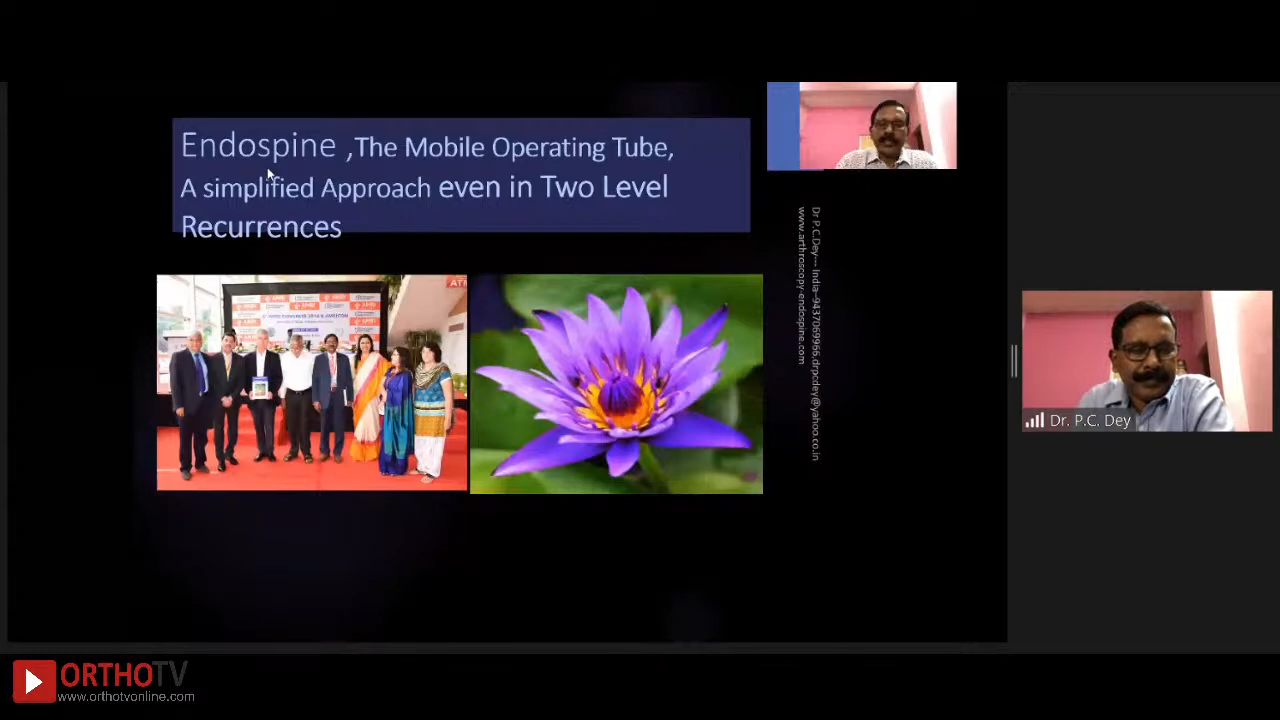 Endospine ,The Mobile Operating Tube,
A simplified Approach even in Two Level
Recurrences
Dr P.C.Dey--- India-9437069966.drpcdey@yahoo.co.in
www.arthroscopy-endospine.com
Dr. P.C. Dey
ORTHOTV
www.orthotvonline.com